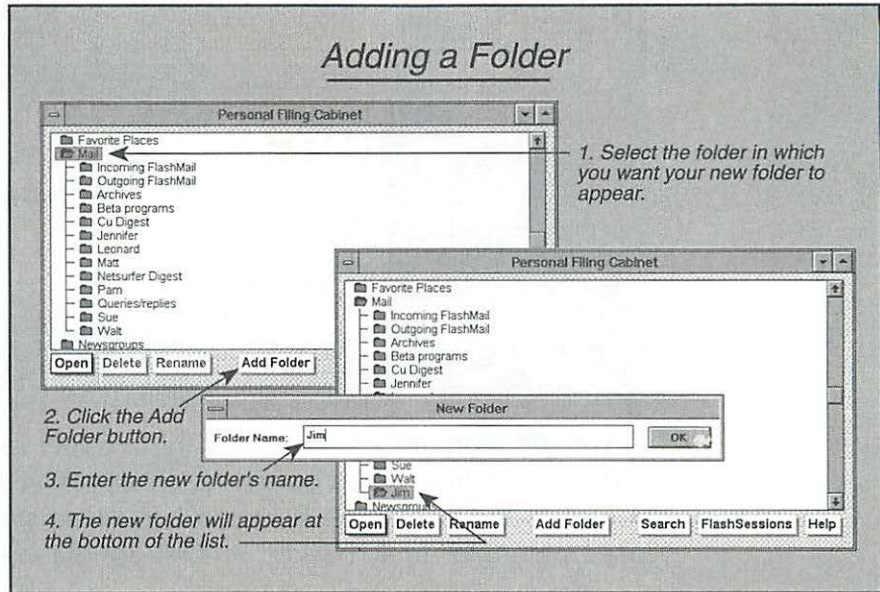 Adding a Folder
Personal Filing Cabinet
Favorite Places
Mail
Incoming FlashMail
Outgoing FlashMail
Archives
Beta programs
Cu Digest
Jennifer
Leonard
Matt
Netsurfer Digest
Pam
Queries/replies
Sue
Walt
Newsgroups
Open Delete Rename Add Folder
1. Select the folder in which
you want your new folder to
appear.
Personal Filing Cabinet
Favorite Places
Mail
Incoming FlashMail
Outgoing FlashMail
Archives
Beta programs
Cu Digest
Jennifer
2. Click the Add
Folder button.
New Folder
Folder Name: Jim OK
3. Enter the new folder's name.
Sue
Walt
Jim
Newsgroups
4. The new folder will appear at
the bottom of the list.
Open Delete Rename Add Folder Search FlashSessions Help